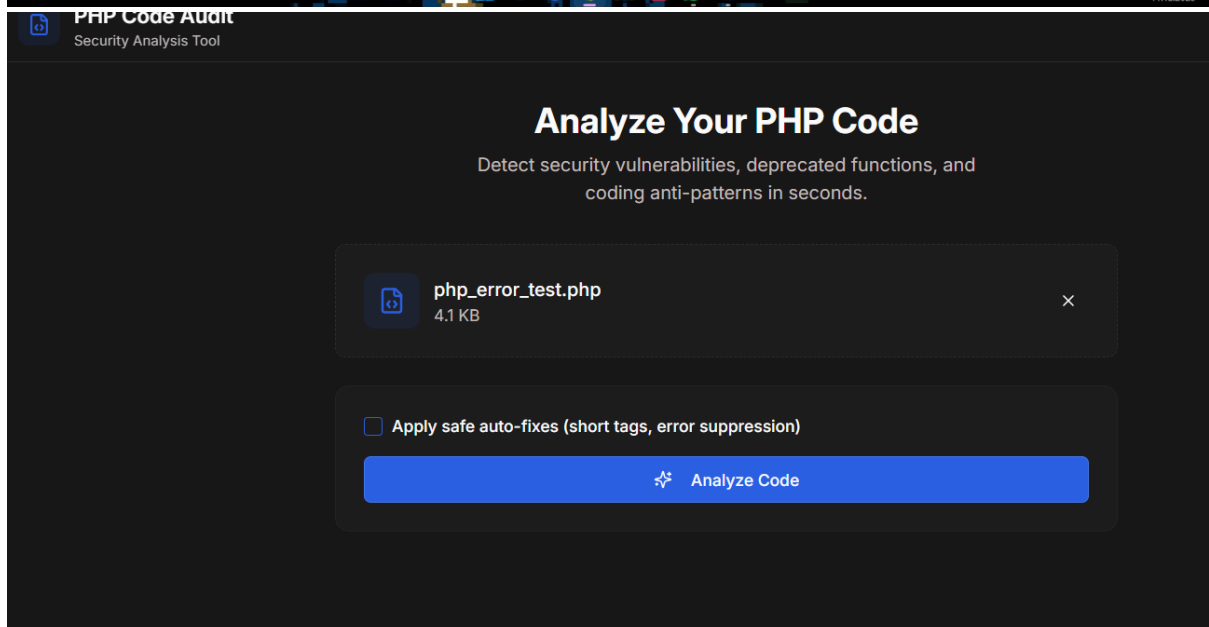 PHP Code Audit
Security Analysis Tool
Analyze Your PHP Code
Detect security vulnerabilities, deprecated functions, and
coding anti-patterns in seconds.
php_error_test.php
4.1 KB
Apply safe auto-fixes (short tags, error suppression)
Analyze Code